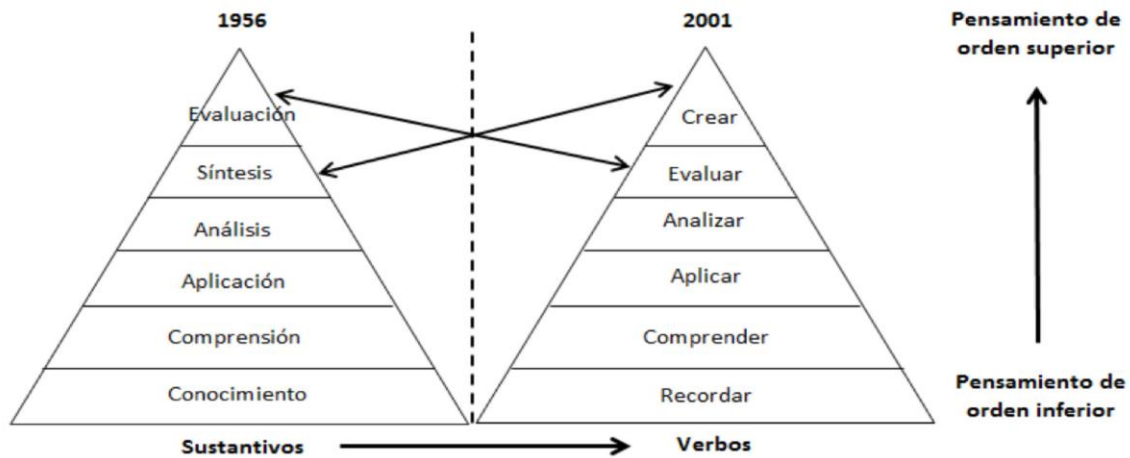 1956
Evaluación
Síntesis
Análisis
Aplicación
Comprensión
Conocimiento
Sustantivos
2001
Crear
Evaluar
Analizar
Aplicar
Comprender
Recordar
Verbos
Pensamiento de
orden superior
Pensamiento de
orden inferior